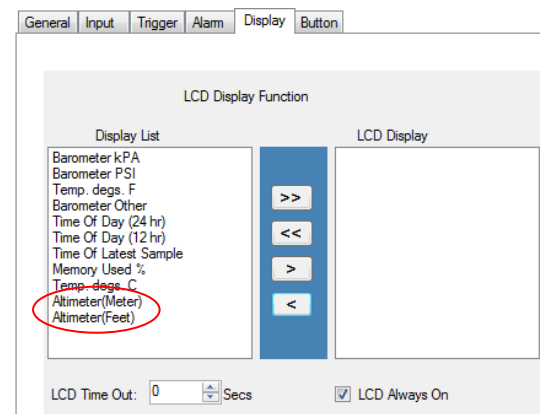 General Input Trigger Alarm Display Button
LCD Display Function
Display List LCD Display
Barometer kPA
Barometer PSI
Temp. degs. F
Barometer Other
Time Of Day (24 hr)
Time Of Day (12 hr)
Time Of Latest Sample
Memory Used %
Temp. degs. C
Altimeter(Meter)
Altimeter(Feet)
>>
<<
>
<
LCD Time Out: 0 Secs LCD Always On